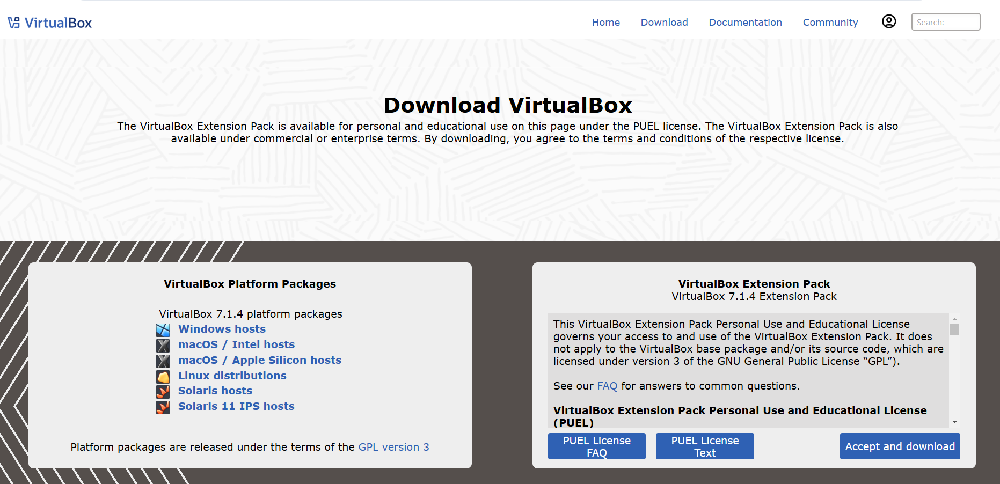 VirtualBox
Home
Download
Documentation
Community
Search:
Download VirtualBox
The VirtualBox Extension Pack is available for personal and educational use on this page under the PUEL license. The VirtualBox Extension Pack is also
available under commercial or enterprise terms. By downloading, you agree to the terms and conditions of the respective license.
VirtualBox Platform Packages
VirtualBox 7.1.4 platform packages
Windows hosts
macOS / Intel hosts
macOS / Apple Silicon hosts
Linux distributions
Solaris hosts
Solaris 11 IPS hosts
Platform packages are released under the terms of the GPL version 3
VirtualBox Extension Pack
VirtualBox 7.1.4 Extension Pack
This VirtualBox Extension Pack Personal Use and Educational License
governs your access to and use of the VirtualBox Extension Pack. It does
not apply to the VirtualBox base package and/or its source code, which are
licensed under version 3 of the GNU General Public License “GPL”).
See our FAQ for answers to common questions.
VirtualBox Extension Pack Personal Use and Educational License
(PUEL)
PUEL License
FAQ
PUEL License
Text
Accept and download